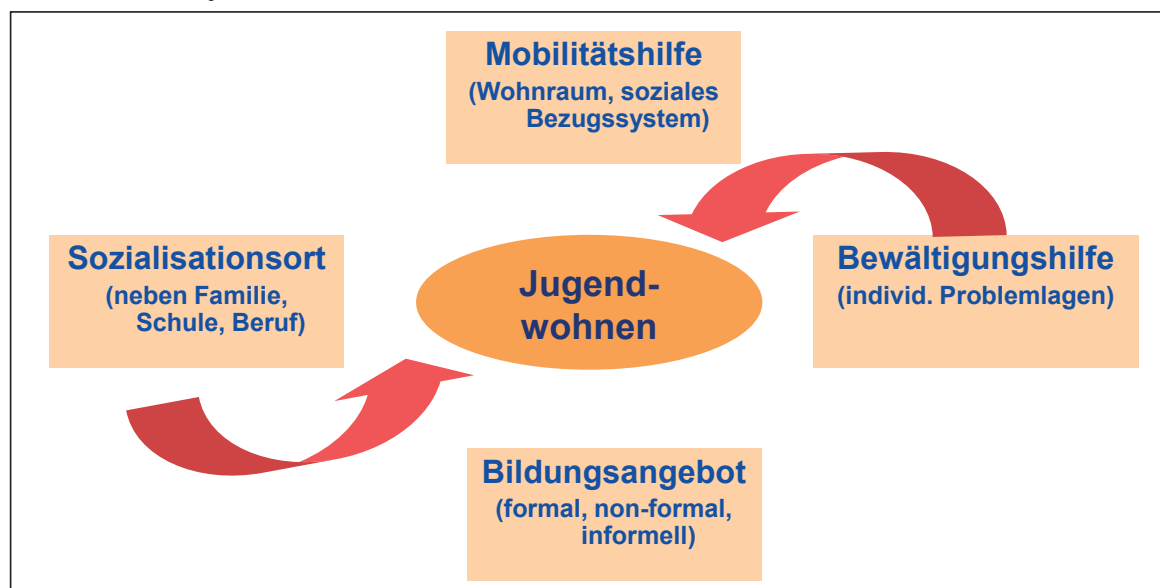 Mobilitätshilfe
(Wohnraum, soziales
Bezugssystem)
Sozialisationsort
(neben Familie,
Schule, Beruf)
Jugend-
wohnen
Bewältigungshilfe
(individ. Problemlagen)
Bildungsangebot
(formal, non-formal,
informell)